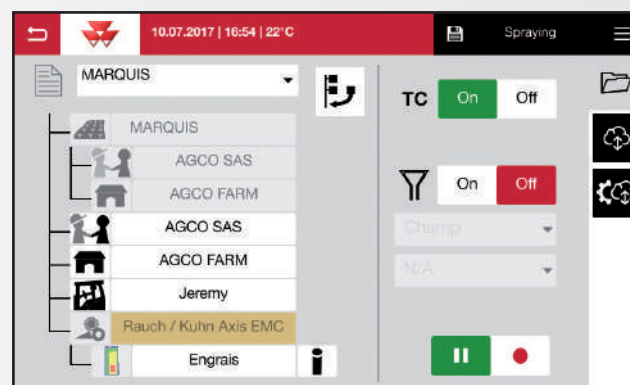 10.07.2017 | 16:54 | 22°C
Spraying
MARQUIS
MARQUIS
AGCO SAS
AGCO FARM
AGCO SAS
AGCO FARM
Jeremy
Rauch / Kuhn Axis EMC
Engrais
TC On Off
On Off
Champ
N/A